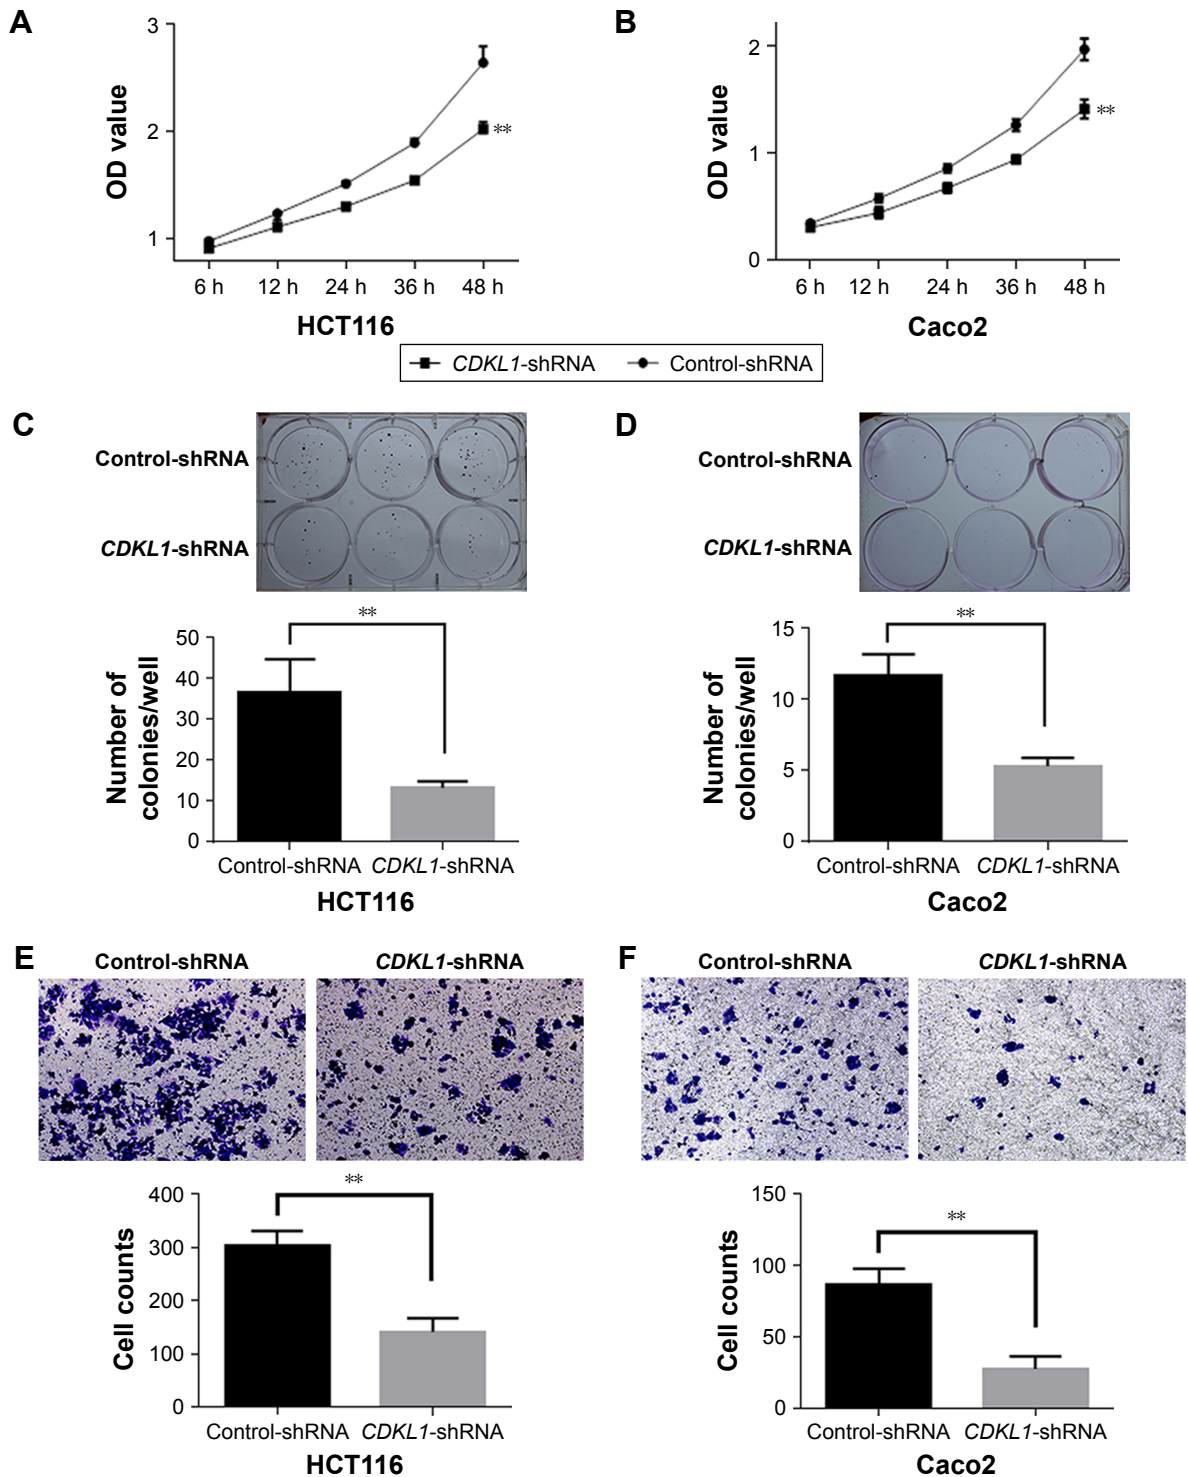 A
3
2
1
OD value
**
6 h 12 h 24 h 36 h 48 h
HCT116
B
2
1
0
OD value
**
6 h 12 h 24 h 36 h 48 h
Caco2
CDKL1-shRNA Control-shRNA
C
Control-shRNA
CDKL1-shRNA
**
50
40
30
20
10
0
Number of
colonies/well
Control-shRNA CDKL1-shRNA
HCT116
D
Control-shRNA
CDKL1-shRNA
**
15
10
5
0
Number of
colonies/well
Control-shRNA CDKL1-shRNA
Caco2
E
Control-shRNA CDKL1-shRNA
**
400
300
200
100
0
Cell counts
Control-shRNA CDKL1-shRNA
HCT116
F
Control-shRNA CDKL1-shRNA
**
150
100
50
0
Cell counts
Control-shRNA CDKL1-shRNA
Caco2